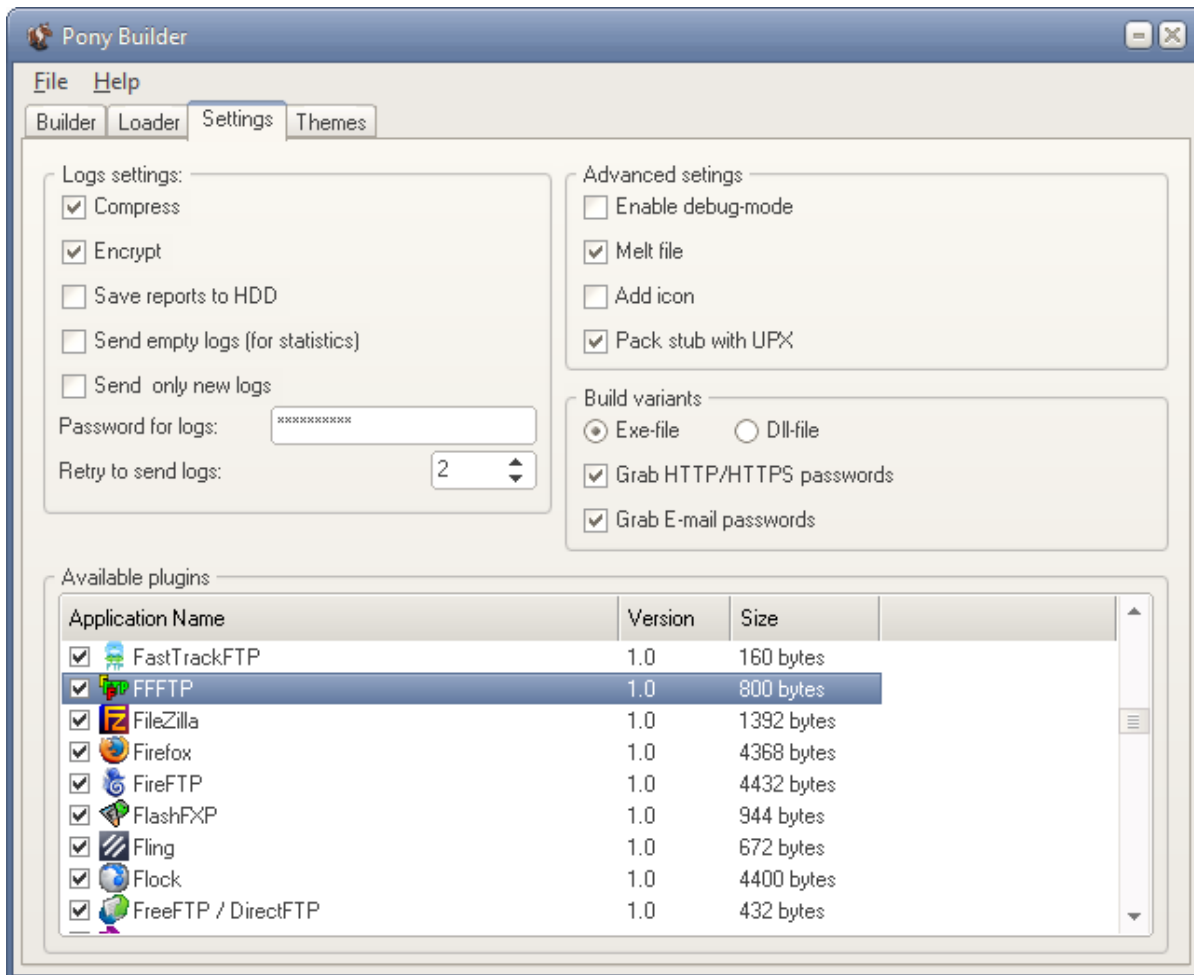 Pony Builder
File Help
Builder Loader Settings Themes
Logs settings:
Compress
Encrypt
Save reports to HDD
Send empty logs (for statistics)
Send only new logs
Password for logs: **********
Retry to send logs: 2
Advanced setings
Enable debug-mode
Melt file
Add icon
Pack stub with UPX
Build variants
Exe-file Dll-file
Grab HTTP/HTTPS passwords
Grab E-mail passwords
Available plugins
Application Name Version Size
FastTrackFTP 1.0 160 bytes
FFFTP 1.0 800 bytes
FileZilla 1.0 1392 bytes
Firefox 1.0 4368 bytes
FireFTP 1.0 4432 bytes
FlashFXP 1.0 944 bytes
Fling 1.0 672 bytes
Flock 1.0 4400 bytes
FreeFTP / DirectFTP 1.0 432 bytes